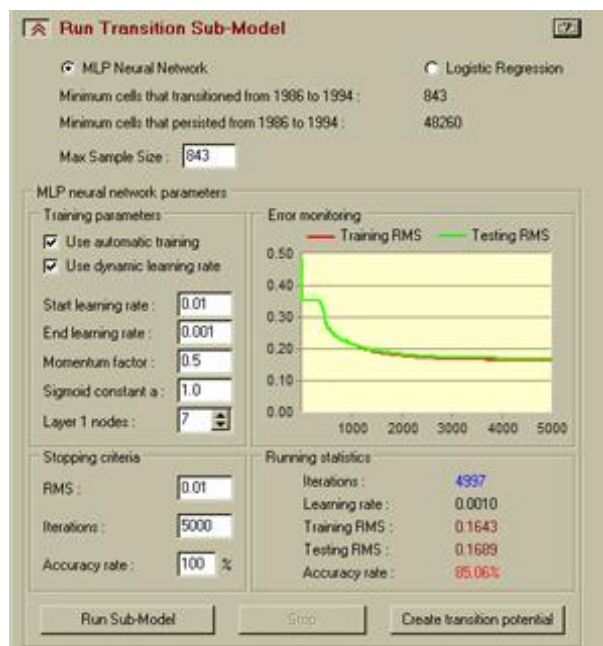 Run Transition Sub-Model
?
MLP Neural Network Logistic Regression
Minimum cells that transitioned from 1986 to 1994 : 843
Minimum cells that persisted from 1986 to 1994 : 48260
Max Sample Size : 843
MLP neural network parameters
Training parameters
Use automatic training
Use dynamic learning rate
Start learning rate : 0.01
End learning rate : 0.001
Momentum factor : 0.5
Sigmoid constant a : 1.0
Layer 1 nodes : 7
Error monitoring
Training RMS Testing RMS
0.50
0.40
0.30
0.20
0.10
0.00
1000 2000 3000 4000 5000
Stopping criteria
RMS : 0.01
Iterations : 5000
Accuracy rate : 100 %
Running statistics
Iterations : 4997
Learning rate : 0.0010
Training RMS : 0.1643
Testing RMS : 0.1689
Accuracy rate : 85.06%
Run Sub-Model Stop Create transition potential